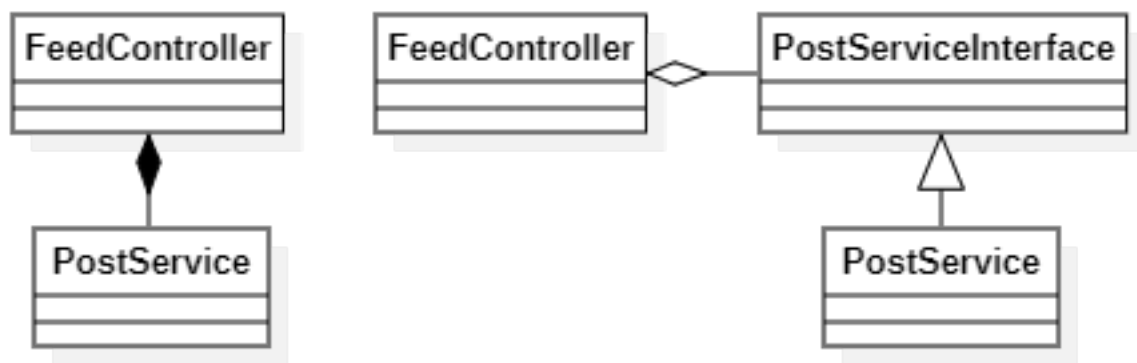 FeedController
PostService
FeedController
PostServiceInterface
PostService